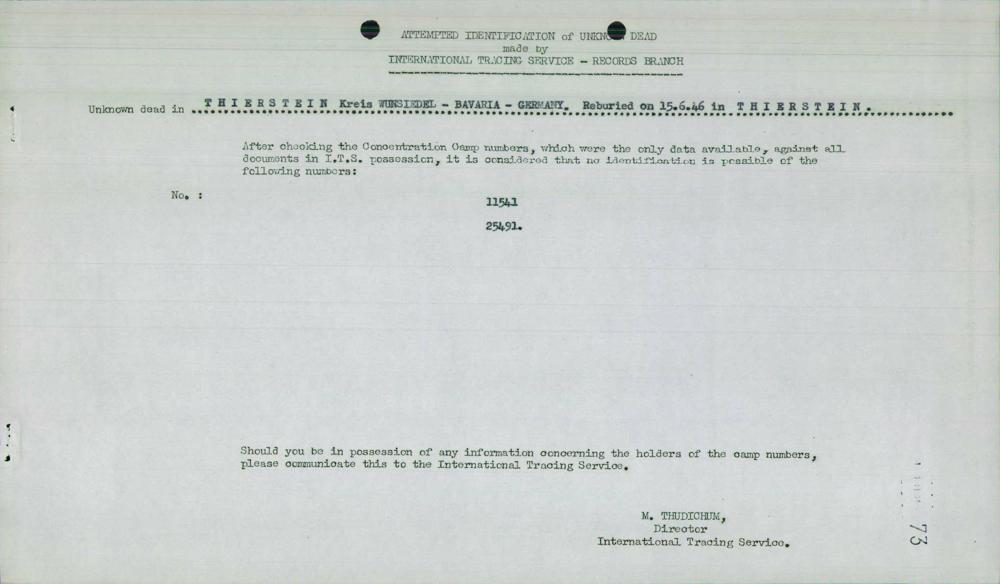 ATTEMPTED IDENTIFICATION of UNKNOWN DEAD
made by
INTERNATIONAL TRACING SERVICE - RECORDS BRANCH
Unknown dead in THIERSTEIN Kreis WUNSIEDEL - BAVARIA - GERMANY. Reburied on 15.6.46 in THIERSTEIN.
After checking the Concentration Camp numbers, which were the only data available, against all
documents in I.T.S. possession, it is considered that no identification is possible of the
following numbers:
No. :
11541
25491.
Should you be in possession of any information concerning the holders of the camp numbers,
please communicate this to the International Tracing Service.
M. THUDICHUM,
Director
International Tracing Service.
73